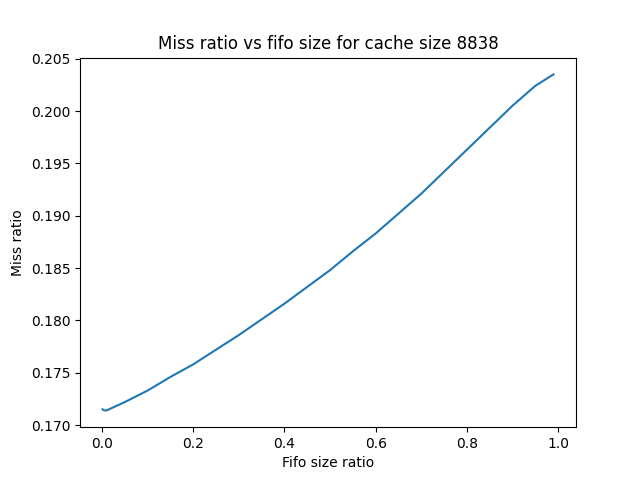 Miss ratio vs fifo size for cache size 8838
0.205
0.200
0.195
0.190
0.185
0.180
0.175
0.170
Miss ratio
0.0 0.2 0.4 0.6 0.8 1.0
Fifo size ratio